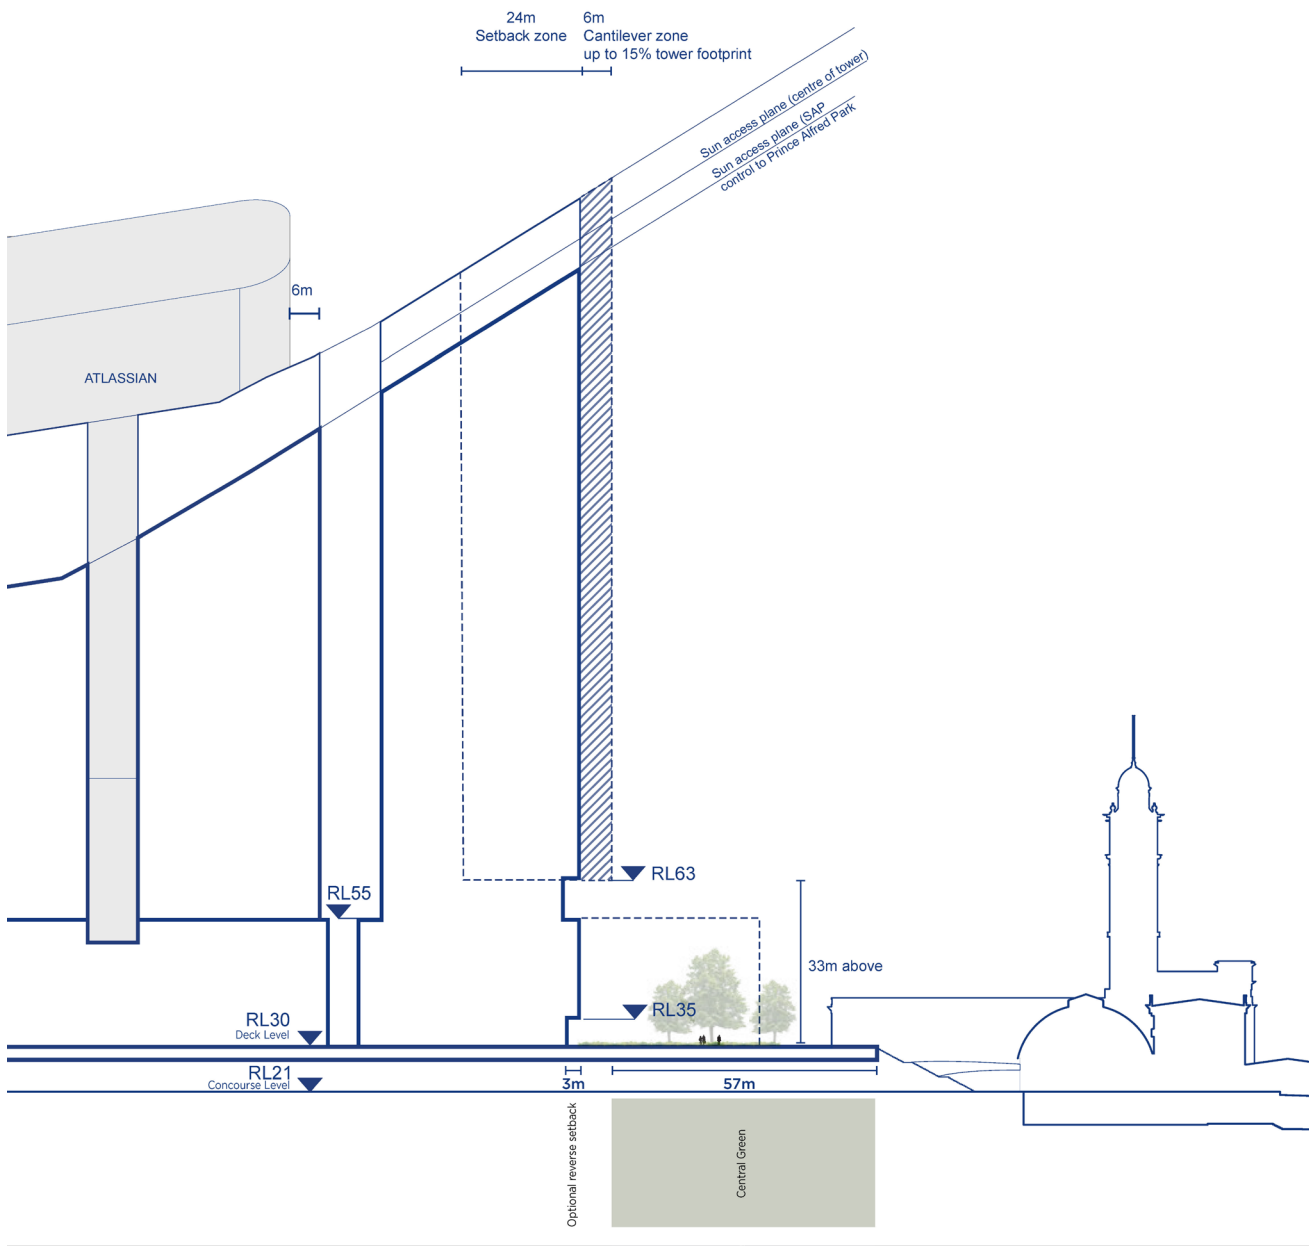 24m
Setback zone
6m
Cantilever zone
up to 15% tower footprint
Sun access plane (centre of tower)
Sun access plane (SAP
control to Prince Alfred Park
6m
ATLASSIAN
RL63
RL55
33m above
RL35
RL30
Deck Level
RL21
Concourse Level
3m
57m
Optional reverse setback
Central Green